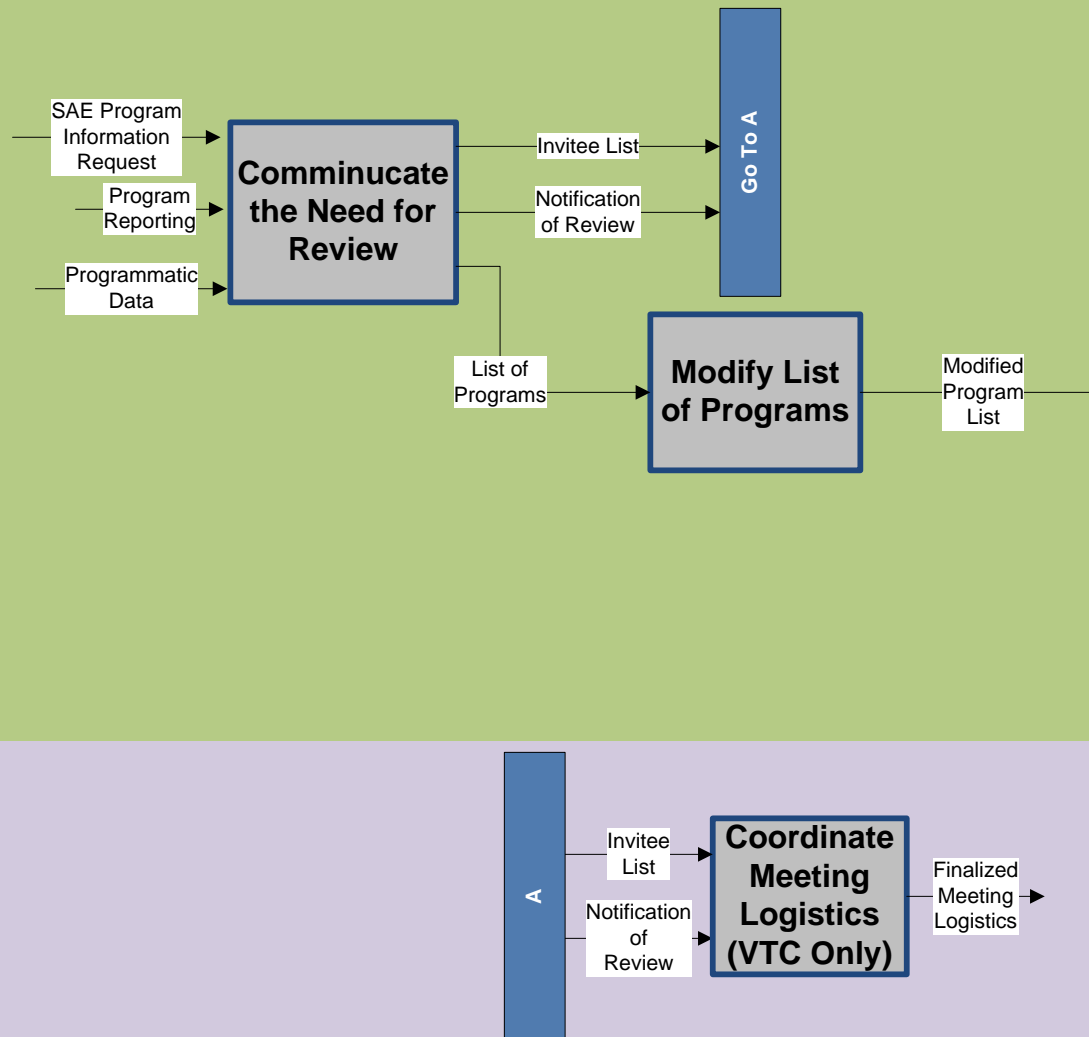 SAE Program
Information
Request
Program
Reporting
Programmatic
Data
Comminucate
the Need for
Review
Invitee List
Notification
of Review
List of
Programs
Go To A
Modify List
of Programs
Modified
Program
List
A
Invitee
List
Notification
of
Review
Coordinate
Meeting
Logistics
(VTC Only)
Finalized
Meeting
Logistics